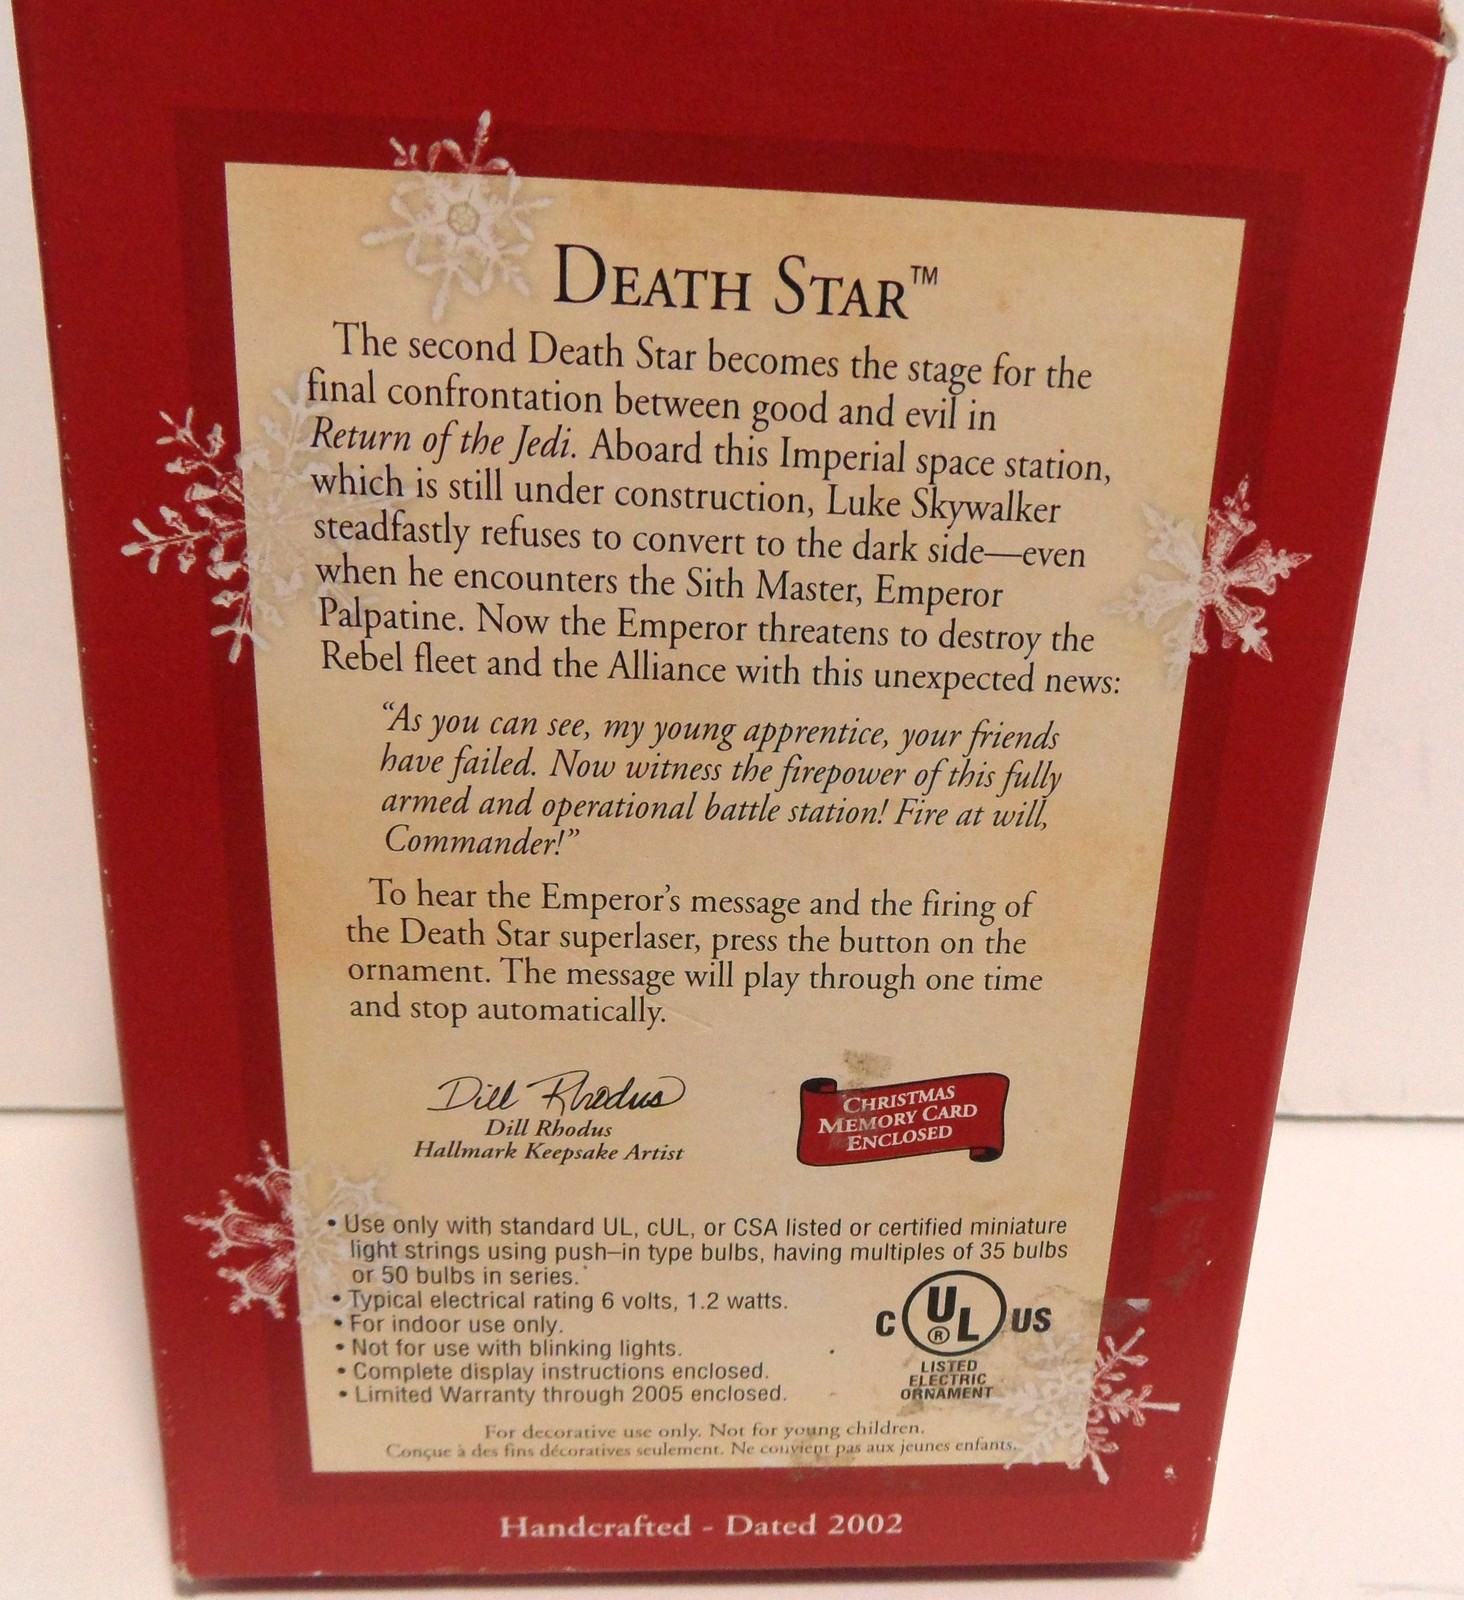 DEATH STAR™
The second Death Star becomes the stage for the
final confrontation between good and evil in
Return of the Jedi. Aboard this Imperial space station,
which is still under construction, Luke Skywalker
steadfastly refuses to convert to the dark side—even
when he encounters the Sith Master, Emperor
Palpatine. Now the Emperor threatens to destroy the
Rebel fleet and the Alliance with this unexpected news:
“As you can see, my young apprentice, your friends
have failed. Now witness the firepower of this fully
armed and operational battle station! Fire at will,
Commander!”
To hear the Emperor's message and the firing of
the Death Star superlaser, press the button on the
ornament. The message will play through one time
and stop automatically.
Dill Rhodus
Dill Rhodus
Hallmark Keepsake Artist
CHRISTMAS
MEMORY CARD
ENCLOSED
• Use only with standard UL, cUL, or CSA listed or certified miniature
light strings using push–in type bulbs, having multiples of 35 bulbs
or 50 bulbs in series.
• Typical electrical rating 6 volts, 1.2 watts.
• For indoor use only.
• Not for use with blinking lights.
• Complete display instructions enclosed.
• Limited Warranty through 2005 enclosed.
C UL ® US
LISTED
ELECTRIC
ORNAMENT
For decorative use only. Not for young children.
Conçue à des fins décoratives seulement. Ne convient pas aux jeunes enfants.
Handcrafted - Dated 2002